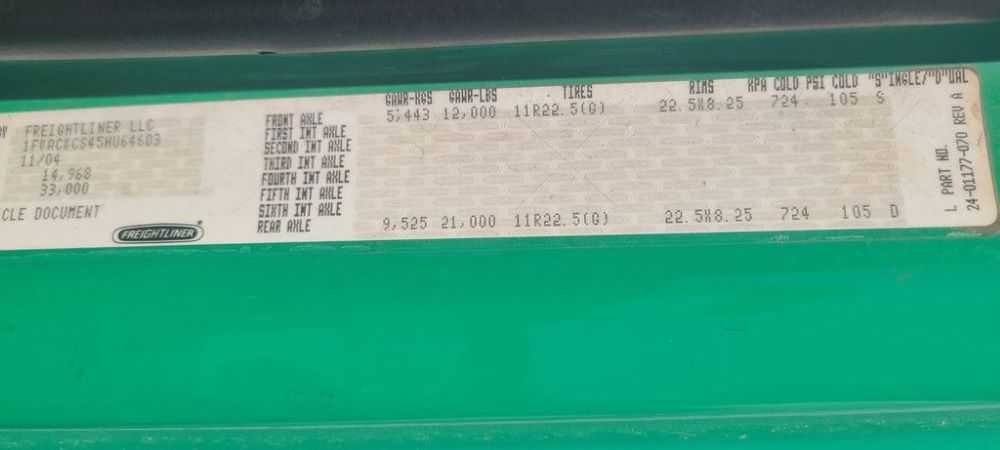 BY FREIGHTLINER LLC
11/04
14,968
33,000
CLE DOCUMENT
FREIGHTLINER
GAWR-KGS GAWR-LBS TIRES RIMS KPA COLD PSI COLD "S"INGLE/"D"UAL
FRONT AXLE 5,443 12,000 11R22.5(G) 22.5X8.25 724 105 S
FIRST INT AXLE
SECOND INT AXLE
THIRD INT AXLE
FOURTH INT AXLE
FIFTH INT AXLE
SIXTH INT AXLE
REAR AXLE 9,525 21,000 11R22.5(G) 22.5X8.25 724 105 D
L PART NO.
24-01177-070 REV A